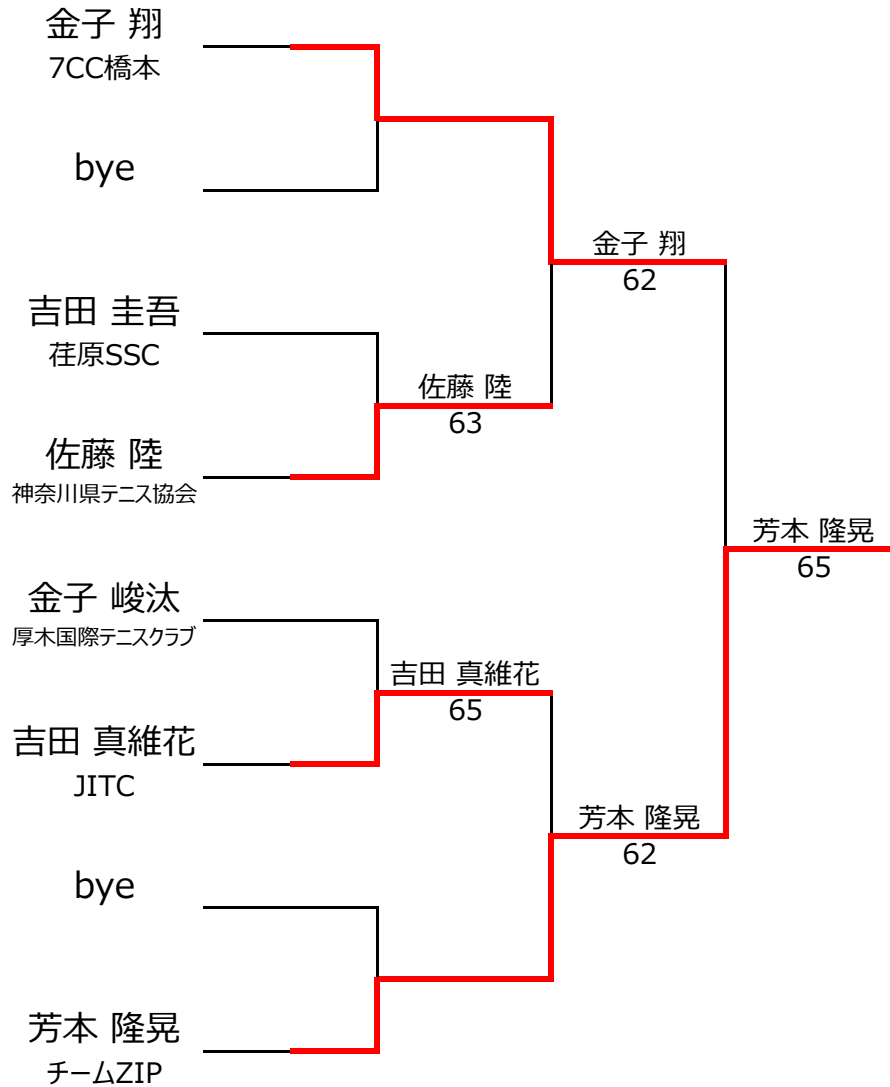 金子 翔
7CC橋本
bye
吉田 圭吾
荏原SSC
佐藤 陸
神奈川県テニス協会
金子 峻汰
厚木国際テニスクラブ
吉田 真維花
JITC
bye
芳本 隆晃
チームZIP
佐藤 陸
63
吉田 真維花
65
金子 翔
62
芳本 隆晃
62
芳本 隆晃
65